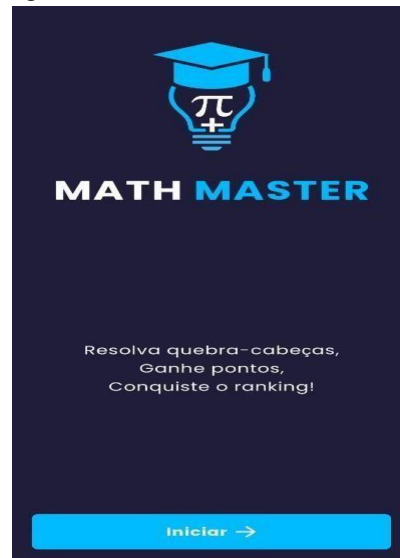 π
+
MATH MASTER
Resolva quebra-cabeças,
Ganhe pontos,
Conquiste o ranking!
Iniciar →